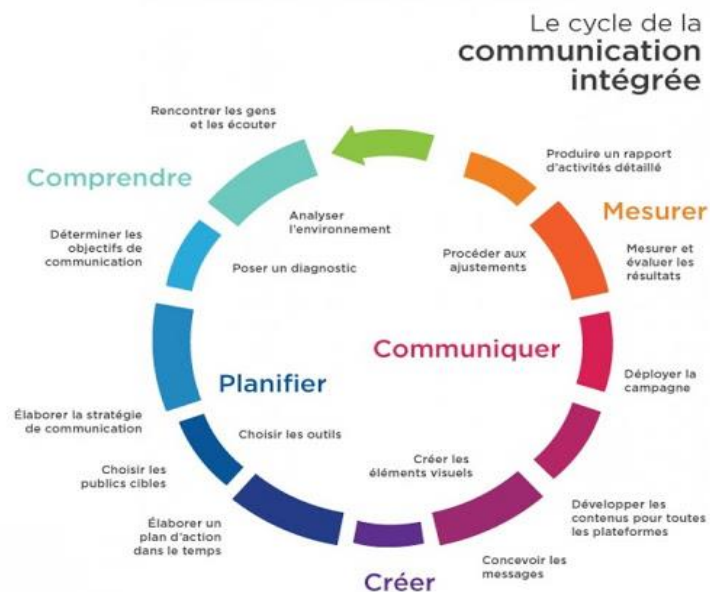 Le cycle de la
communication
intégrée
Rencontrer les gens
et les écouter
Comprendre
Analyser
l'environnement
Déterminer les
objectifs de
communication
Poser un diagnostic
Planifier
Élaborer la stratégie
de communication
Choisir les outils
Choisir les
publics cibles
Élaborer un
plan d'action
dans le temps
Créer
Créer les
éléments visuels
Concevoir les
messages
Développer les
contenus pour toutes
les plateformes
Communiquer
Déployer la
campagne
Mesurer
Mesurer et
évaluer les
résultats
Procéder aux
ajustements
Produire un rapport
d'activités détaillé